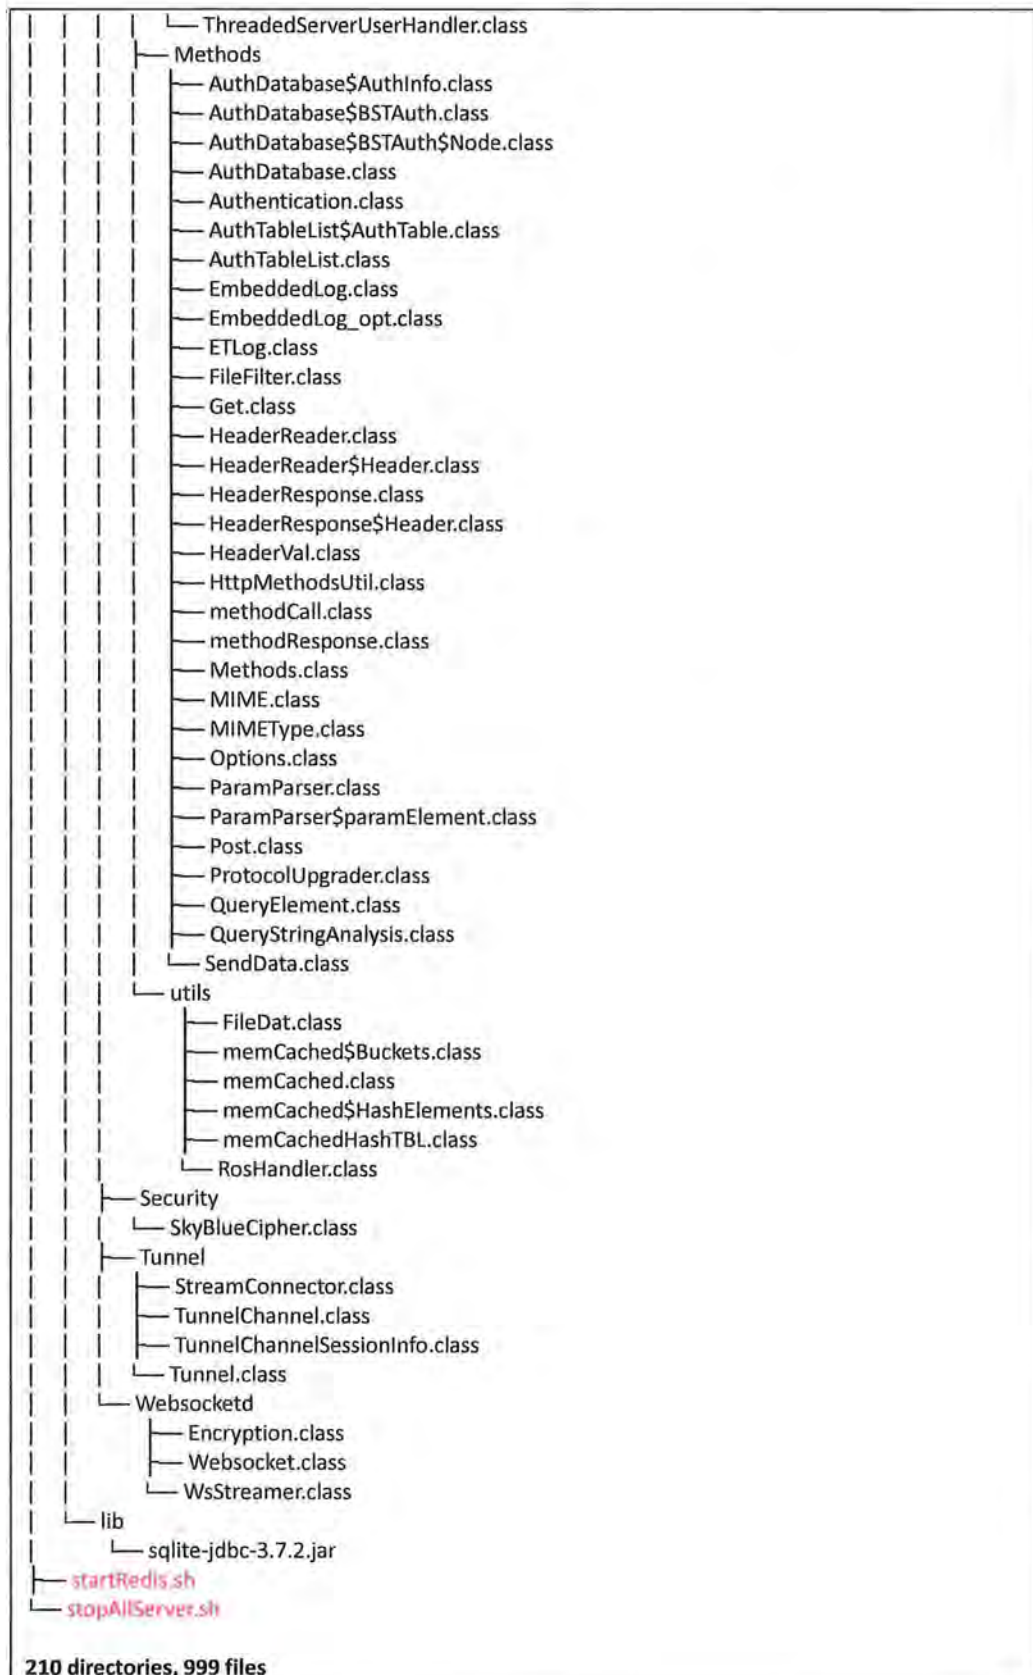 ThreadedServerUserHandler.class
Methods
AuthDatabase$AuthInfo.class
AuthDatabase$BSTAuth.class
AuthDatabase$BSTAuth$Node.class
AuthDatabase.class
Authentication.class
AuthTableList$AuthTable.class
AuthTableList.class
EmbeddedLog.class
EmbeddedLog_opt.class
ETLog.class
FileFilter.class
Get.class
HeaderReader.class
HeaderReader$Header.class
HeaderResponse.class
HeaderResponse$Header.class
HeaderVal.class
HttpMethodsUtil.class
methodCall.class
methodResponse.class
Methods.class
MIME.class
MIMEType.class
Options.class
ParamParser.class
ParamParser$paramElement.class
Post.class
ProtocolUpgrader.class
QueryElement.class
QueryStringAnalysis.class
SendData.class
utils
FileDat.class
memCached$Buckets.class
memCached.class
memCached$HashElements.class
memCachedHashTBL.class
RosHandler.class
Security
SkyBlueCipher.class
Tunnel
StreamConnector.class
TunnelChannel.class
TunnelChannelSessionInfo.class
Tunnel.class
Websocketd
Encryption.class
Websocket.class
WsStreamer.class
lib
sqlite-jdbc-3.7.2.jar
startRedis.sh
stopAllServer.sh
210 directories, 999 files